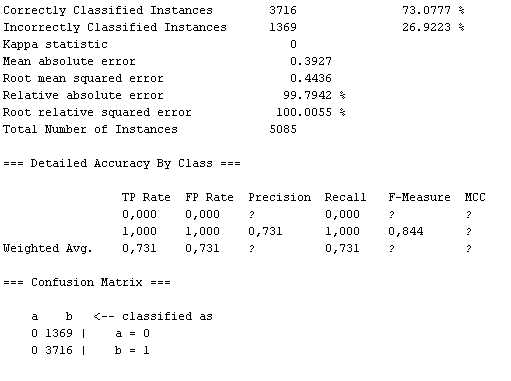 Correctly Classified Instances 3716 73.0777 %
Incorrectly Classified Instances 1369 26.9223 %
Kappa statistic 0
Mean absolute error 0.3927
Root mean squared error 0.4436
Relative absolute error 99.7942 %
Root relative squared error 100.0055 %
Total Number of Instances 5085
=== Detailed Accuracy By Class ===
TP Rate FP Rate Precision Recall F-Measure MCC
0,000 0,000 ? 0,000 ? ?
1,000 1,000 0,731 1,000 0,844 ?
Weighted Avg. 0,731 0,731 ? 0,731 ? ?
=== Confusion Matrix ===
a b <-- classified as
0 1369 | a = 0
0 3716 | b = 1